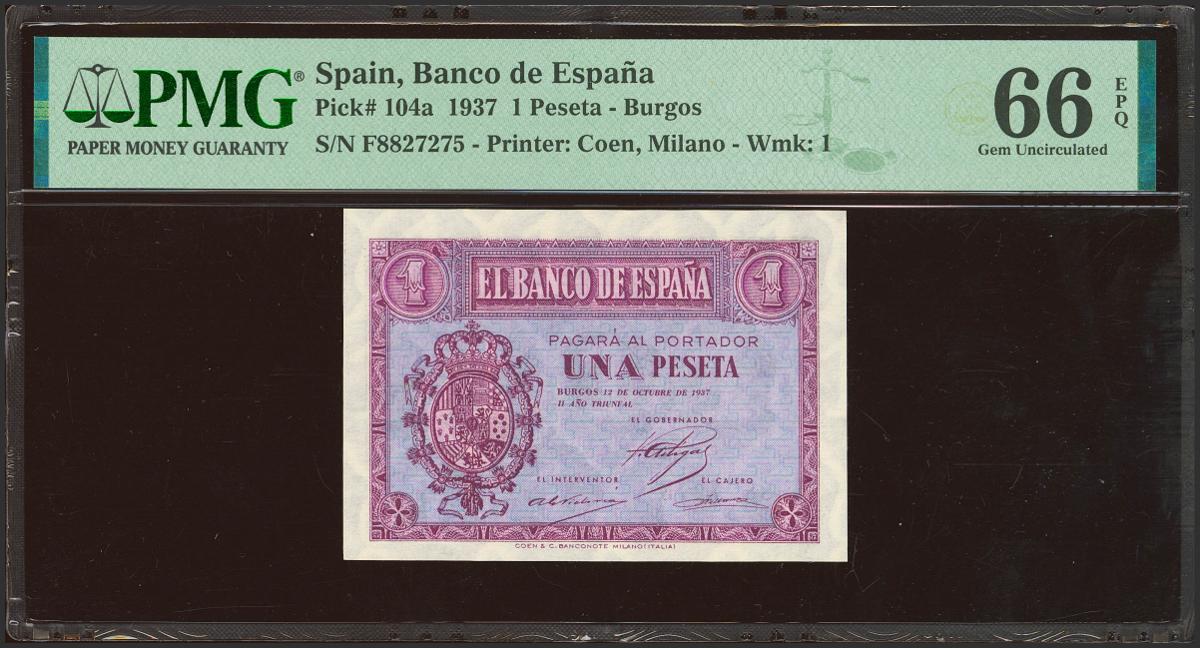 PMG®
PAPER MONEY GUARANTY
Spain, Banco de España
Pick# 104a 1937 1 Peseta - Burgos
S/N F8827275 - Printer: Coen, Milano - Wmk: 1
66
EPQ
Gem Uncirculated
1
EL BANCO DE ESPAÑA
1
PAGARÁ AL PORTADOR
UNA PESETA
BURGOS 12 DE OCTUBRE DE 1937
II AÑO TRIUNFAL
EL GOBERNADOR
EL INTERVENTOR
EL CAJERO
COEN & C. BANCONOTE MILANO (ITALIA)